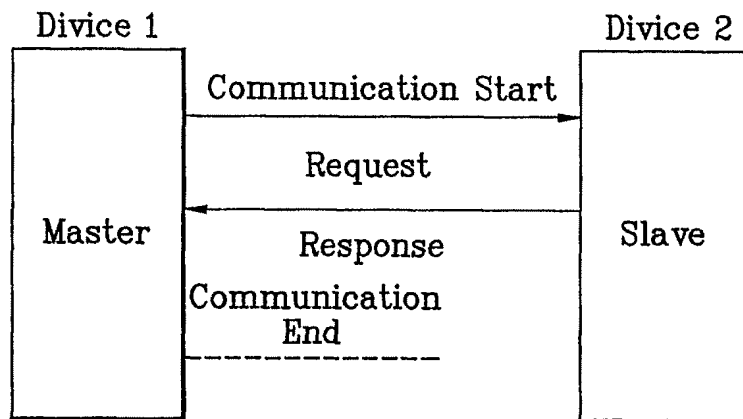 Divice 1
Divice 2
Communication Start
Request
Master
Slave
Response
Communication
End